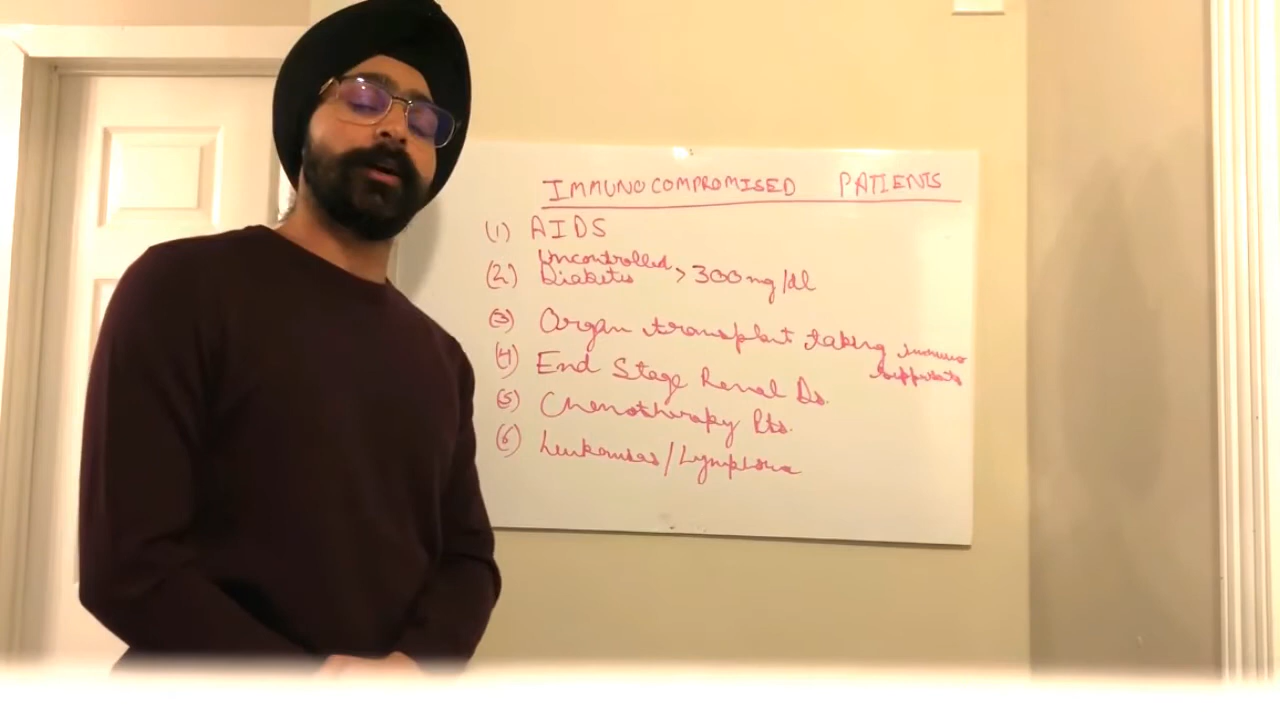 IMMUNOCOMPROMISED PATIENTS
(1) AIDS
(2) Uncontrolled
Diabetes > 300 mg/dl
(3) Organ transplant taking immuno
(4) End Stage Renal Ds.
(5) Chemotherapy Pts.
(6) Leukemias/Lymphoma